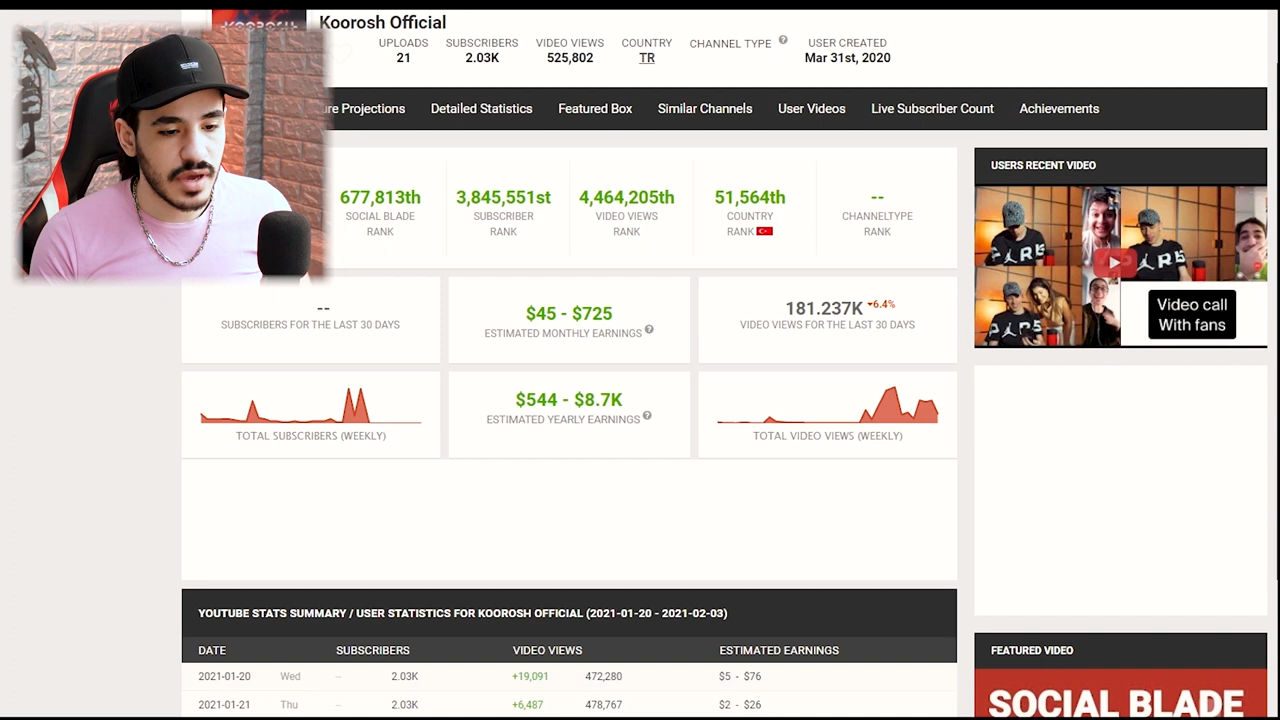 KOOROSH
Koorosh Official
UPLOADS
21
SUBSCRIBERS
2.03K
VIDEO VIEWS
525,802
COUNTRY
TR
CHANNEL TYPE ?
USER CREATED
Mar 31st, 2020
Projections
Detailed Statistics
Featured Box
Similar Channels
User Videos
Live Subscriber Count
Achievements
677,813th
SOCIAL BLADE
RANK
3,845,551st
SUBSCRIBER
RANK
4,464,205th
VIDEO VIEWS
RANK
51,564th
COUNTRY
RANK
--
CHANNELTYPE
RANK
--
SUBSCRIBERS FOR THE LAST 30 DAYS
$45 - $725
ESTIMATED MONTHLY EARNINGS ?
181.237K 6.4%
VIDEO VIEWS FOR THE LAST 30 DAYS
TOTAL SUBSCRIBERS (WEEKLY)
$544 - $8.7K
ESTIMATED YEARLY EARNINGS ?
TOTAL VIDEO VIEWS (WEEKLY)
USERS RECENT VIDEO
Video call
With fans
YOUTUBE STATS SUMMARY / USER STATISTICS FOR KOOROSH OFFICIAL (2021-01-20 - 2021-02-03)
DATE SUBSCRIBERS VIDEO VIEWS ESTIMATED EARNINGS
2021-01-20 Wed -- 2.03K +19,091 472,280 $5 - $76
2021-01-21 Thu -- 2.03K +6,487 478,767 $2 - $26
FEATURED VIDEO
SOCIAL BLADE